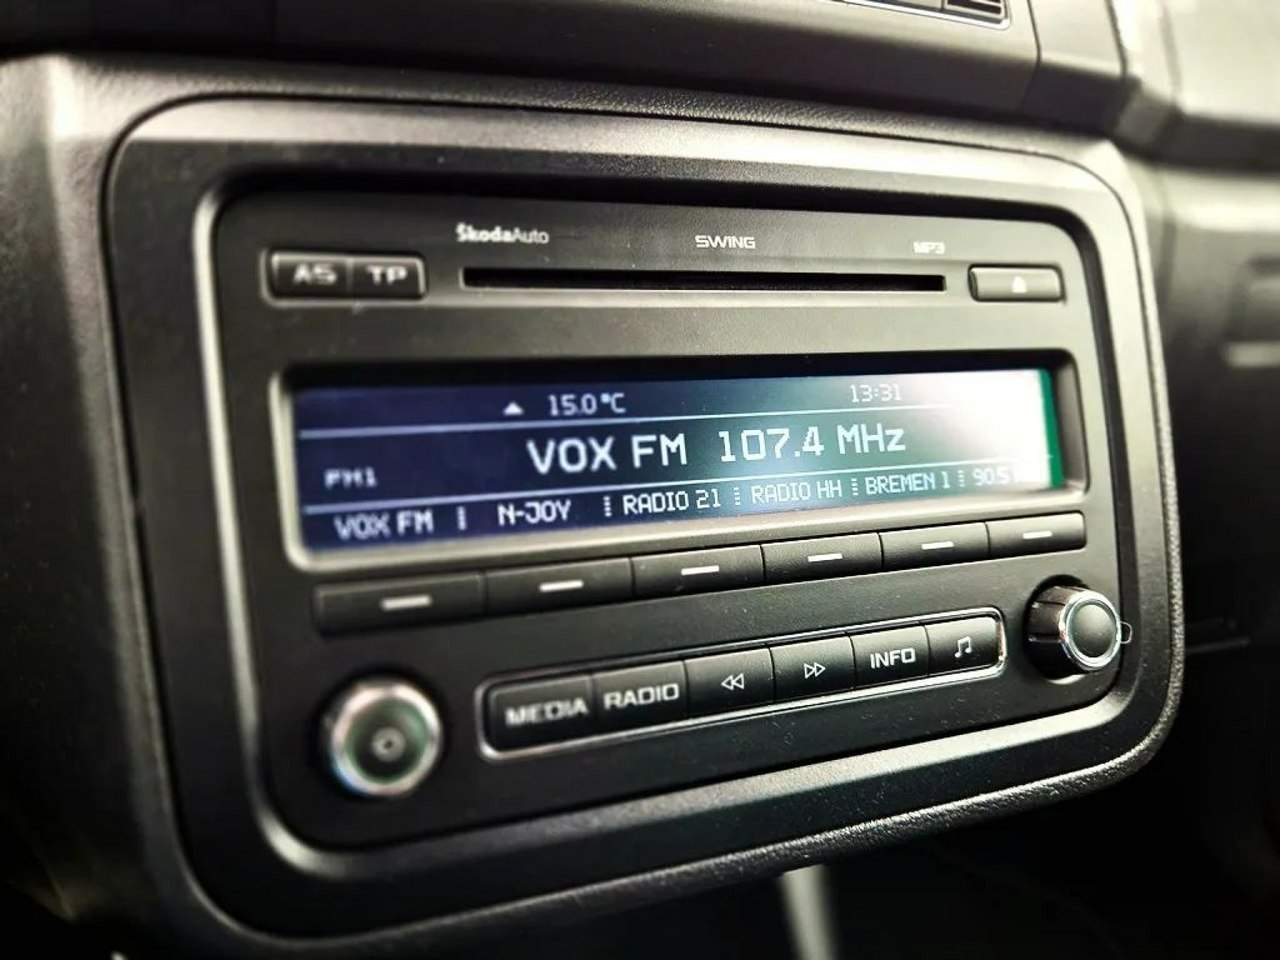 ŠkodaAuto SWING MP3
AS TP
15.0°C 13:31
VOX FM 107.4 MHz
FM1
VOX FM N-JOY RADIO 21 RADIO HH BREMEN 1 90.5
MEDIA RADIO INFO